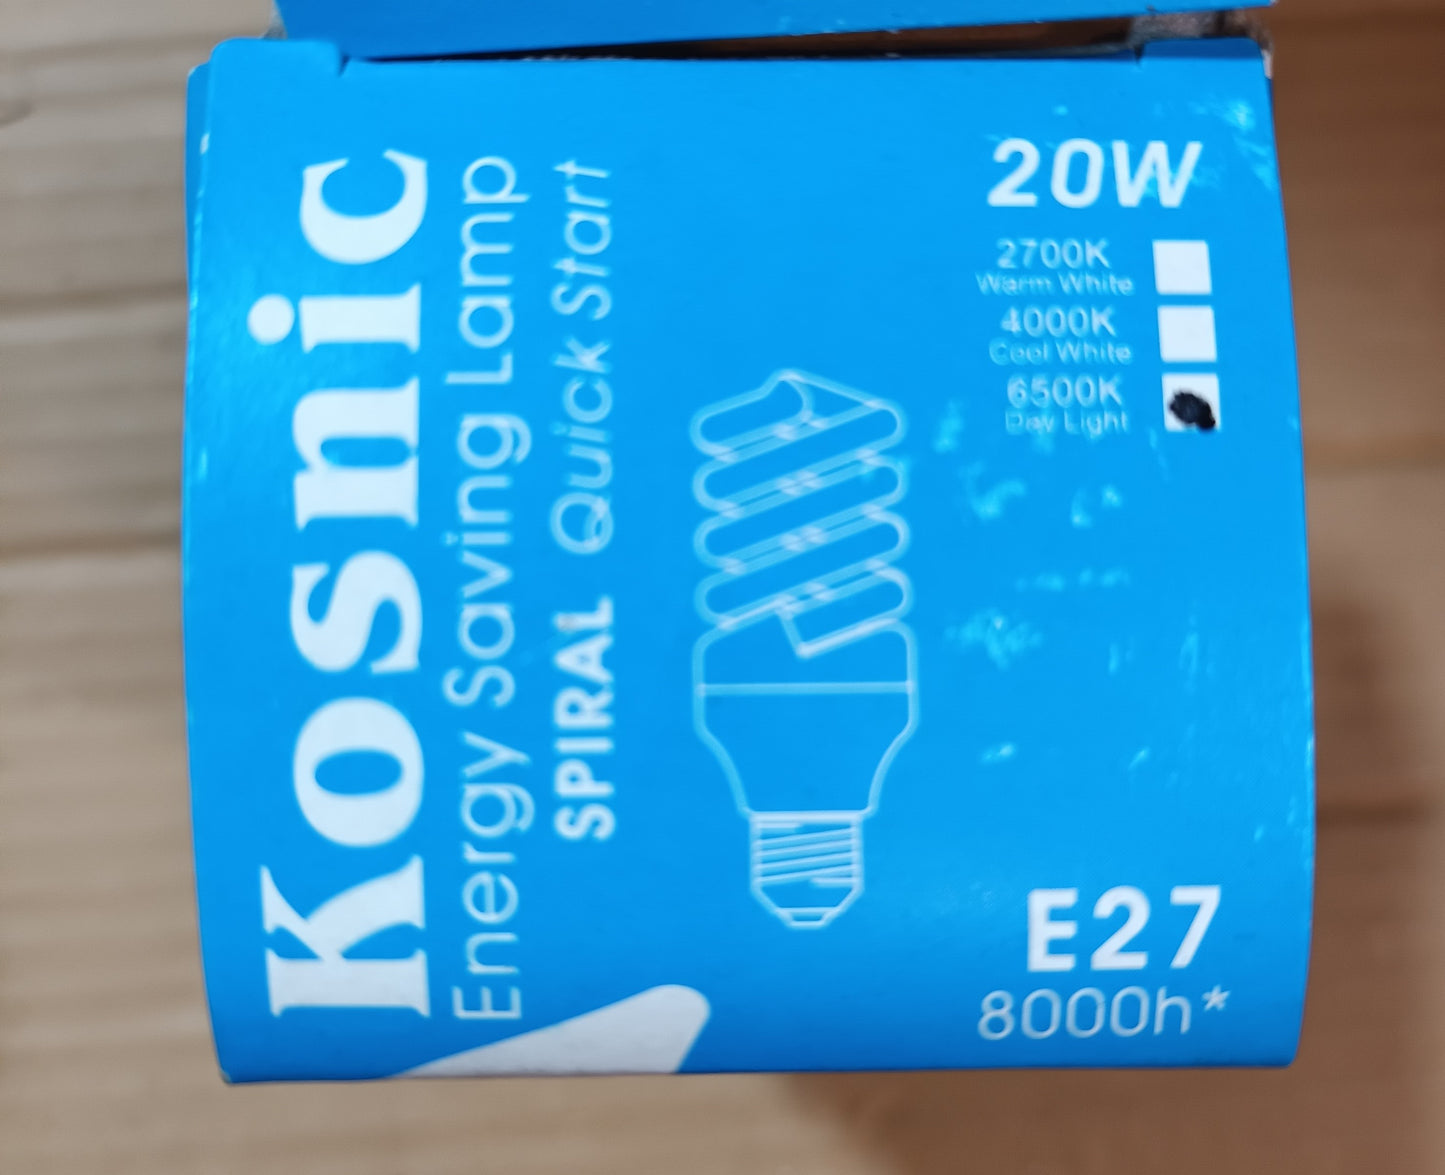 Kosnic
Energy Saving Lamp
SPIRAL Quick Start
20W
2700K
Warm White
4000K
Cool White
6500K
Day Light
E27
8000h*